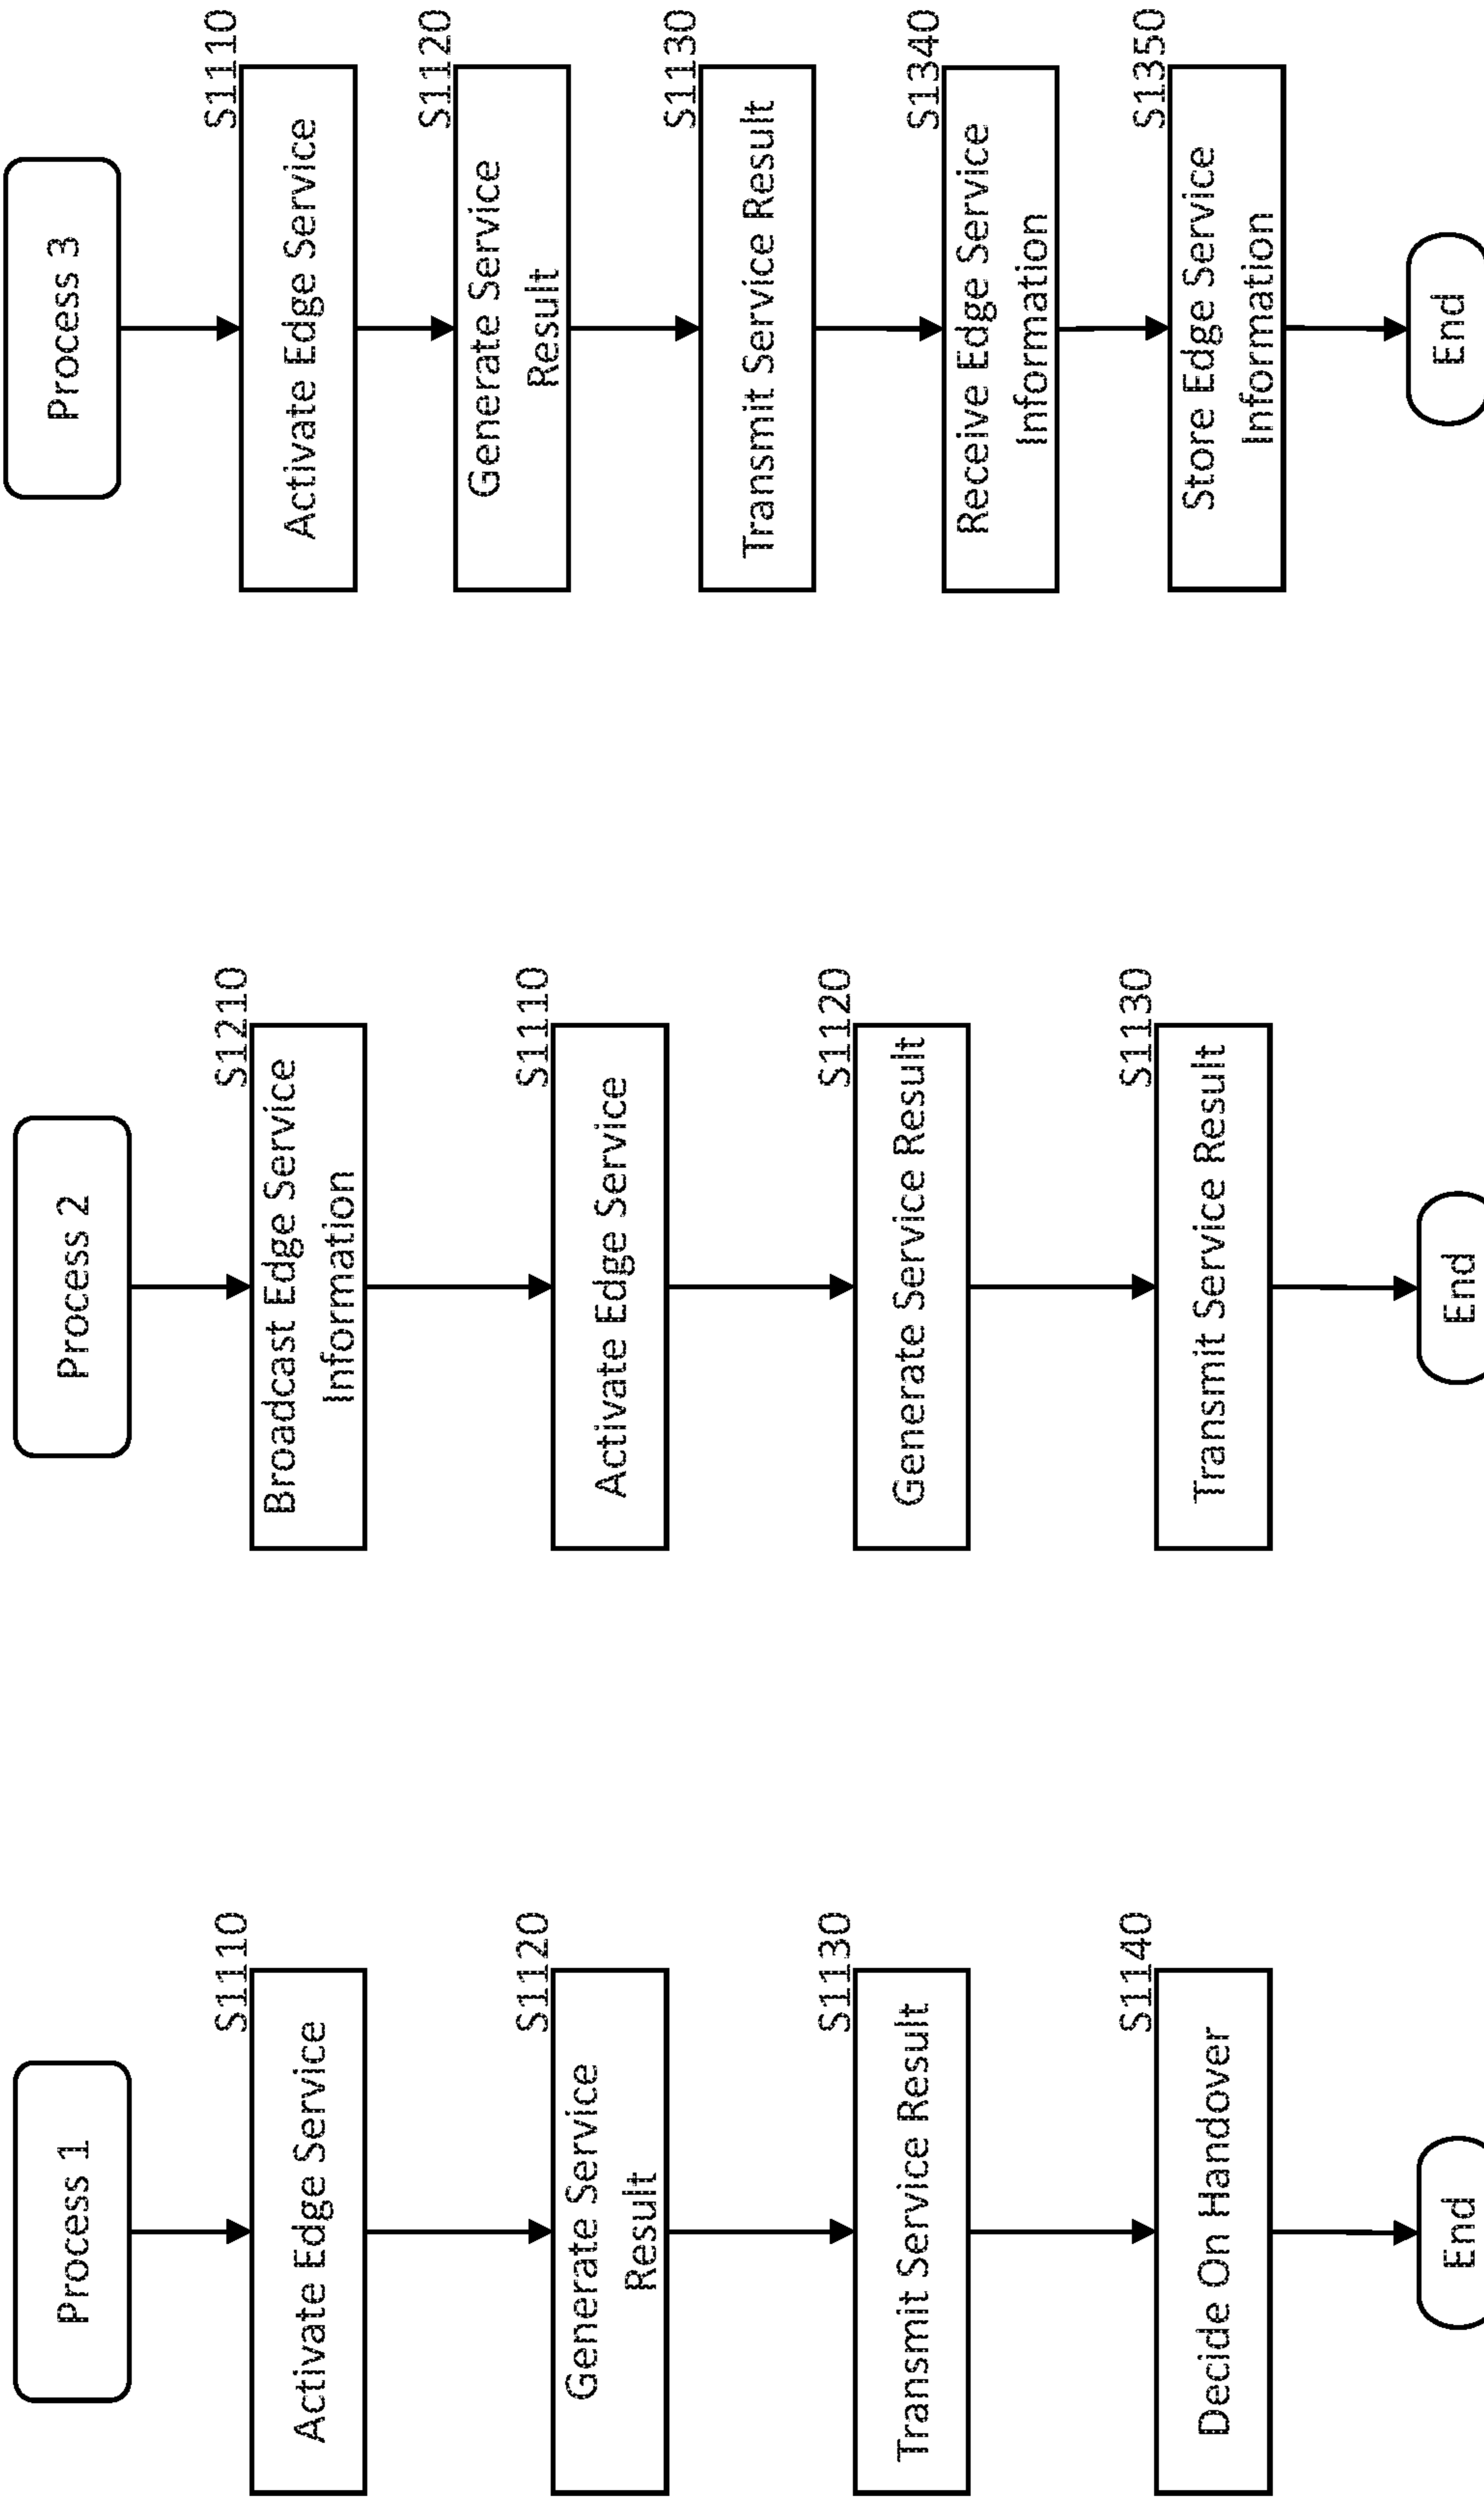 Process 1
S1110
Activate Edge Service
S1120
Generate Service
Result
S1130
Transmit Service Result
S1140
Decide On Handover
End
Process 2
S1210
Broadcast Edge Service
Information
S1110
Activate Edge Service
S1120
Generate Service Result
S1130
Transmit Service Result
End
Process 3
S1110
Activate Edge Service
S1120
Generate Service
Result
S1130
Transmit Service Result
S1340
Receive Edge Service
Information
S1350
Store Edge Service
Information
End